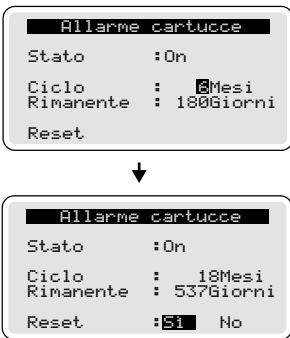 Allarme cartucce
Stato :On
Ciclo : 6Mesi
Rimanente : 180Giorni
Reset
Allarme cartucce
Stato :On
Ciclo : 18Mesi
Rimanente : 537Giorni
Reset :Sì No